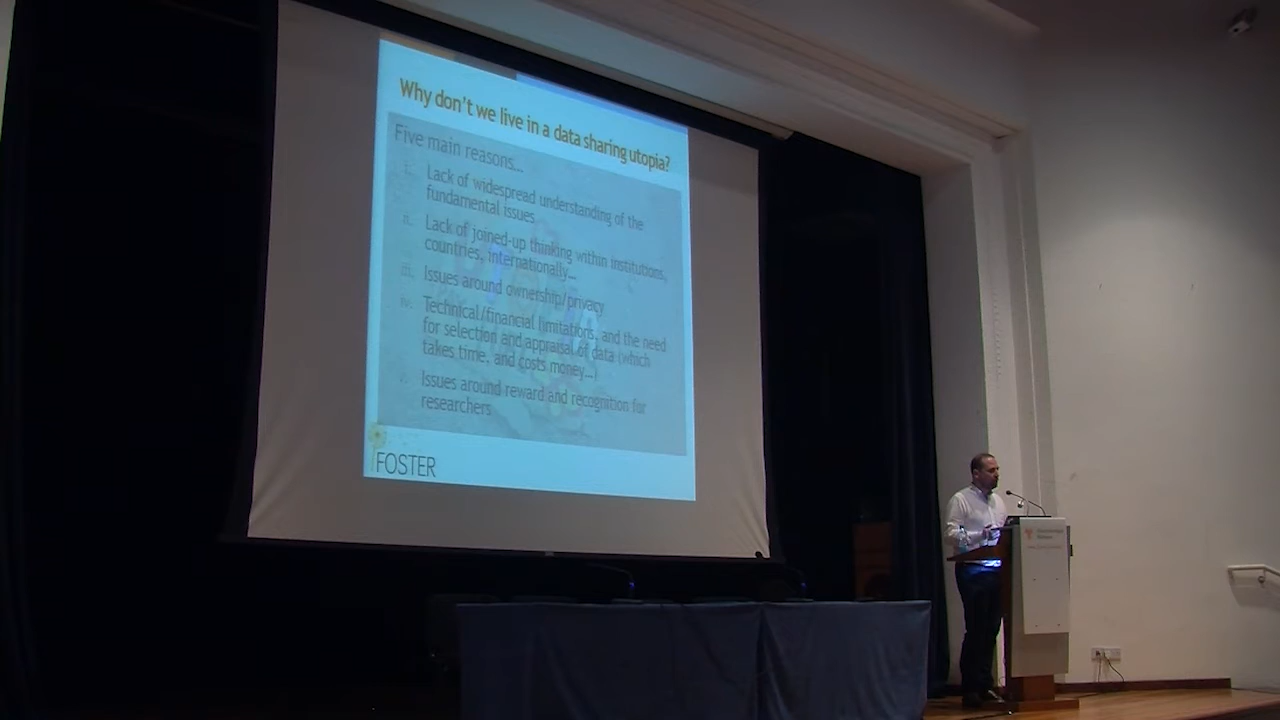 Why don't we live in a data sharing utopia?
Five main reasons...
i. Lack of widespread understanding of the
fundamental issues
ii. Lack of joined-up thinking within institutions,
countries, internationally...
iii. Issues around ownership/privacy
iv. Technical/financial limitations, and the need
for selection and appraisal of data (which
takes time, and costs money...)
v. Issues around reward and recognition for
researchers
FOSTER